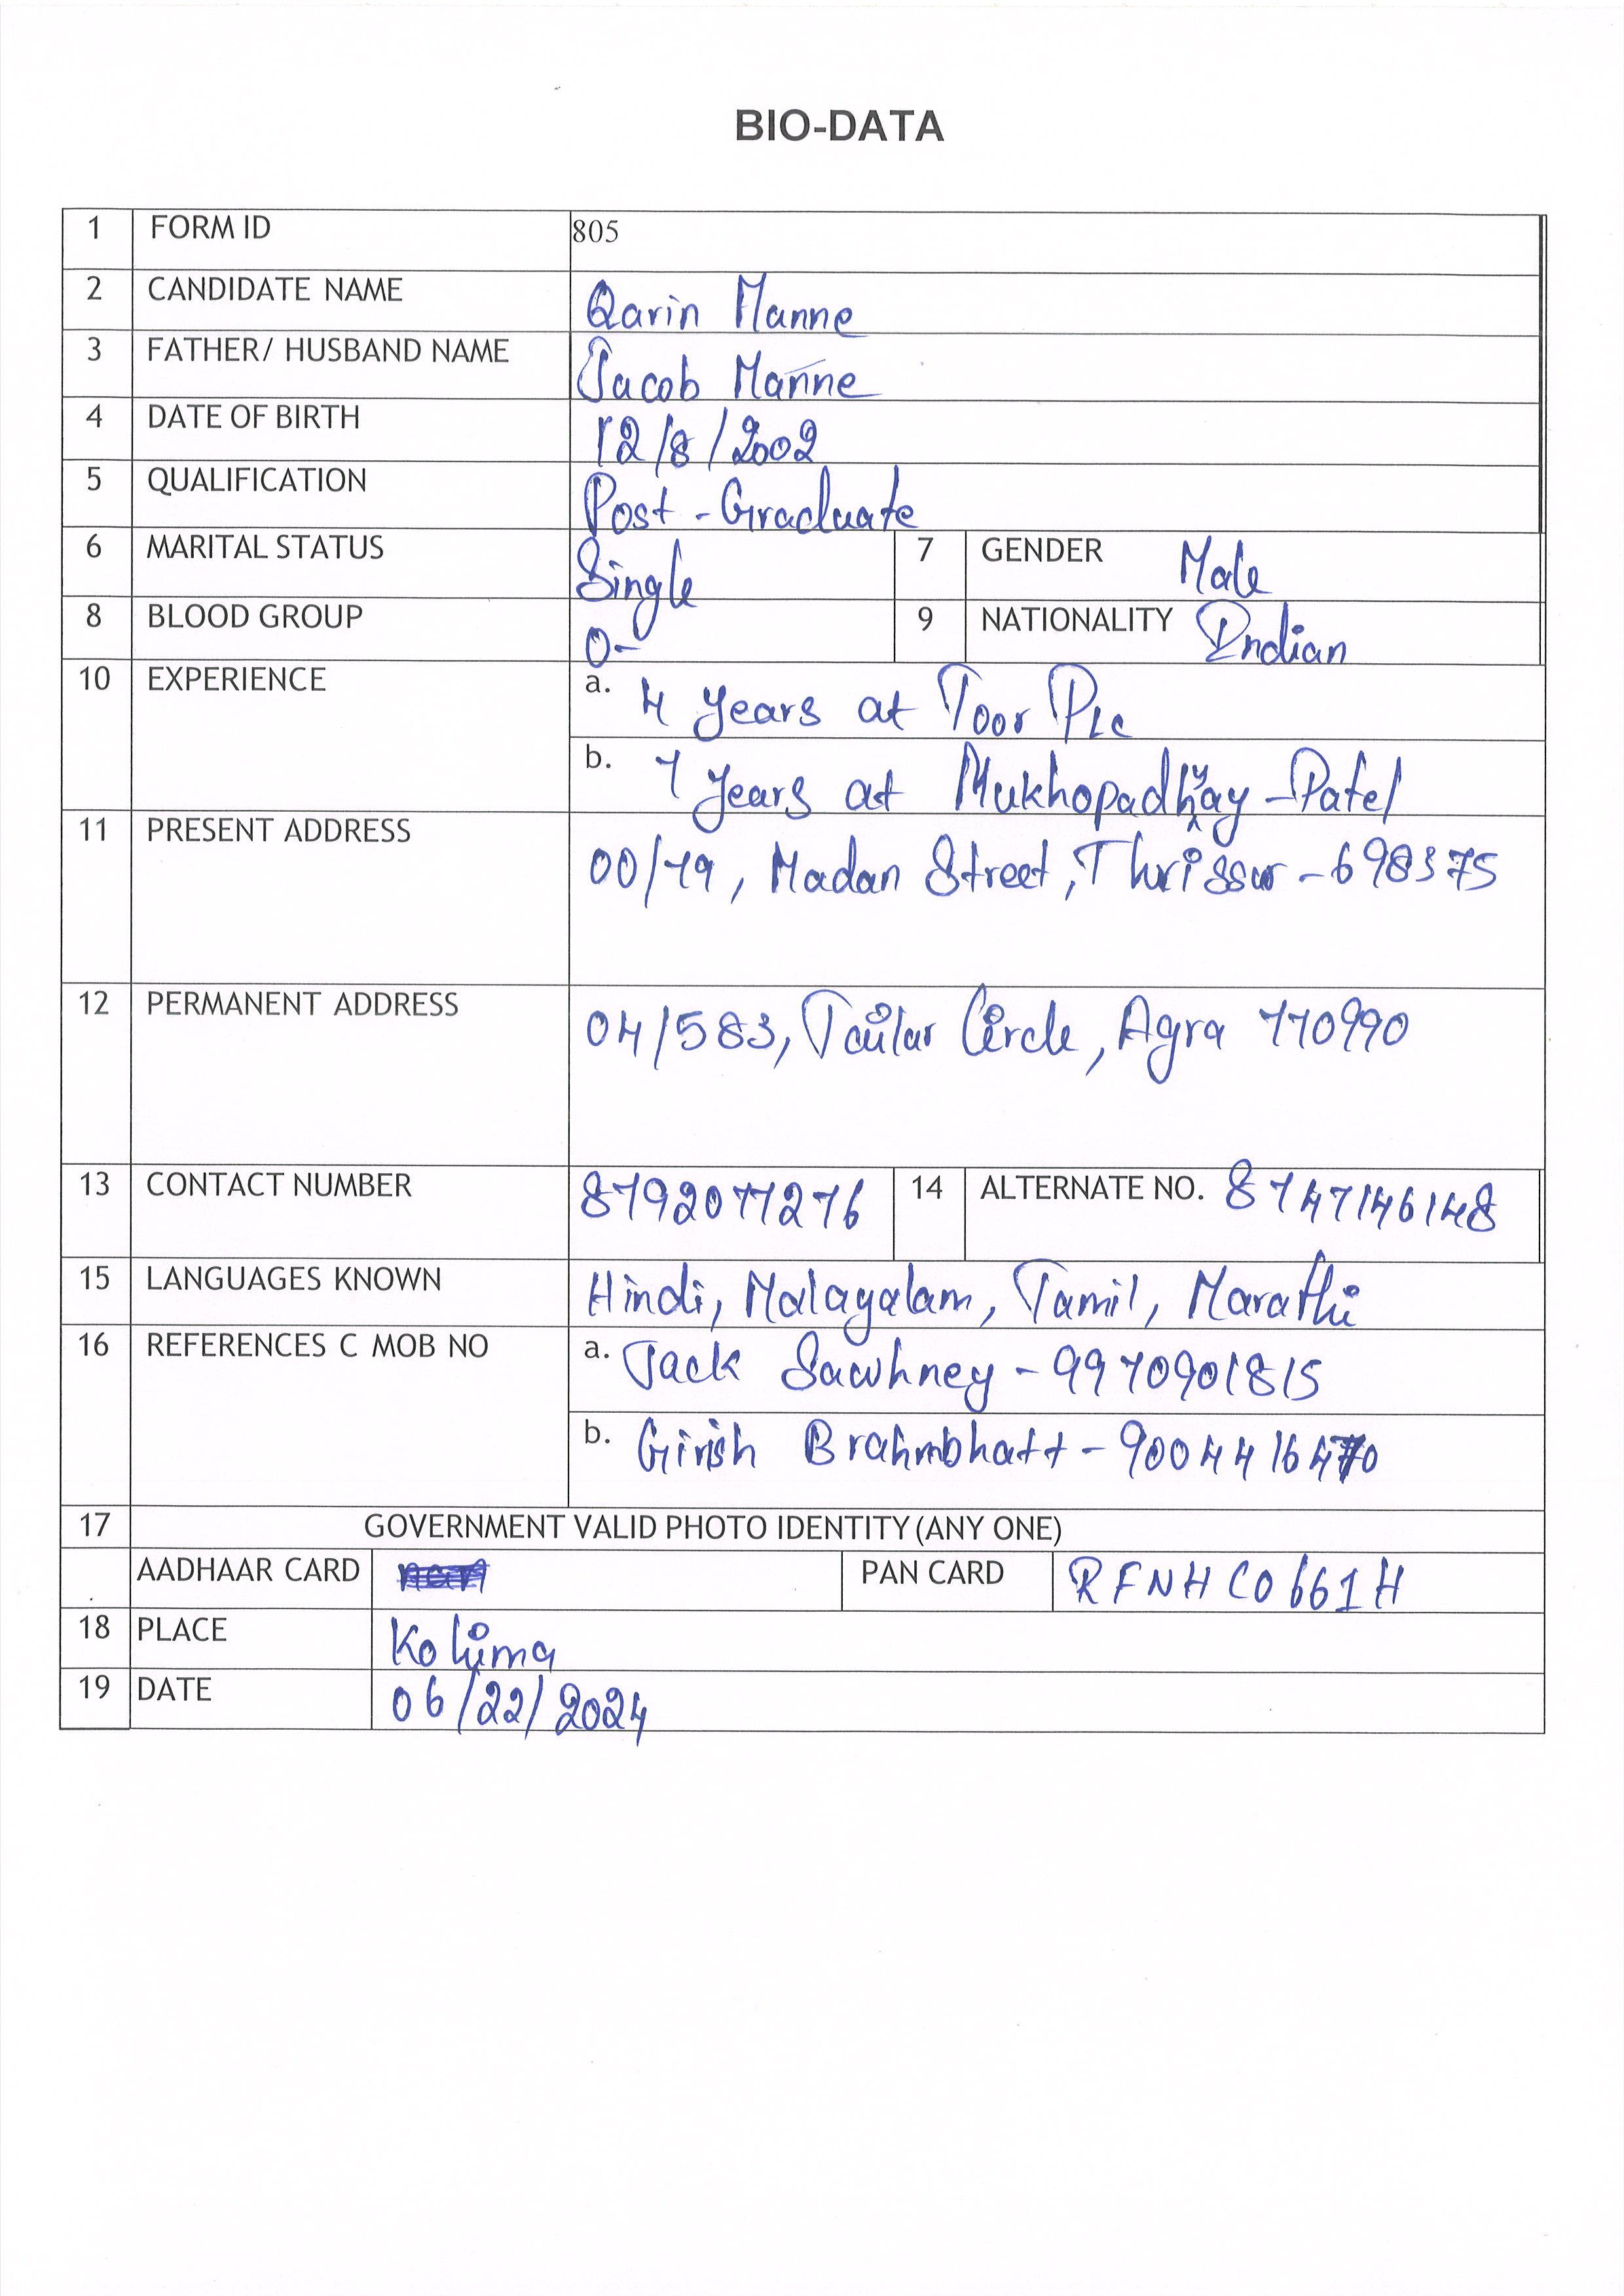 BIO-DATA
1 FORM ID 805
2 CANDIDATE NAME Qarin Manne
3 FATHER/ HUSBAND NAME Jacob Manne
4 DATE OF BIRTH 12/8/2002
5 QUALIFICATION Post-Graduate
6 MARITAL STATUS Single 7 GENDER Male
8 BLOOD GROUP O- 9 NATIONALITY Indian
10 EXPERIENCE a. 4 years at Toor PLC
b. 7 years at Mukhopadhyay-Patel
11 PRESENT ADDRESS 00/79, Madan Street, Thrissur-698375
12 PERMANENT ADDRESS 04/583, Circle, Agra 770990
13 CONTACT NUMBER 8792077276 14 ALTERNATE NO. 8747146148
15 LANGUAGES KNOWN Hindi, Malayalam, Tamil, Marathi
16 REFERENCES C MOB NO a. Jack Sawhney-9970901815
b. Girish Brahmbhatt-9004416470
17 GOVERNMENT VALID PHOTO IDENTITY (ANY ONE)
AADHAAR CARD PAN CARD RFNHC0661H
18 PLACE Kohima
19 DATE 06/22/2024